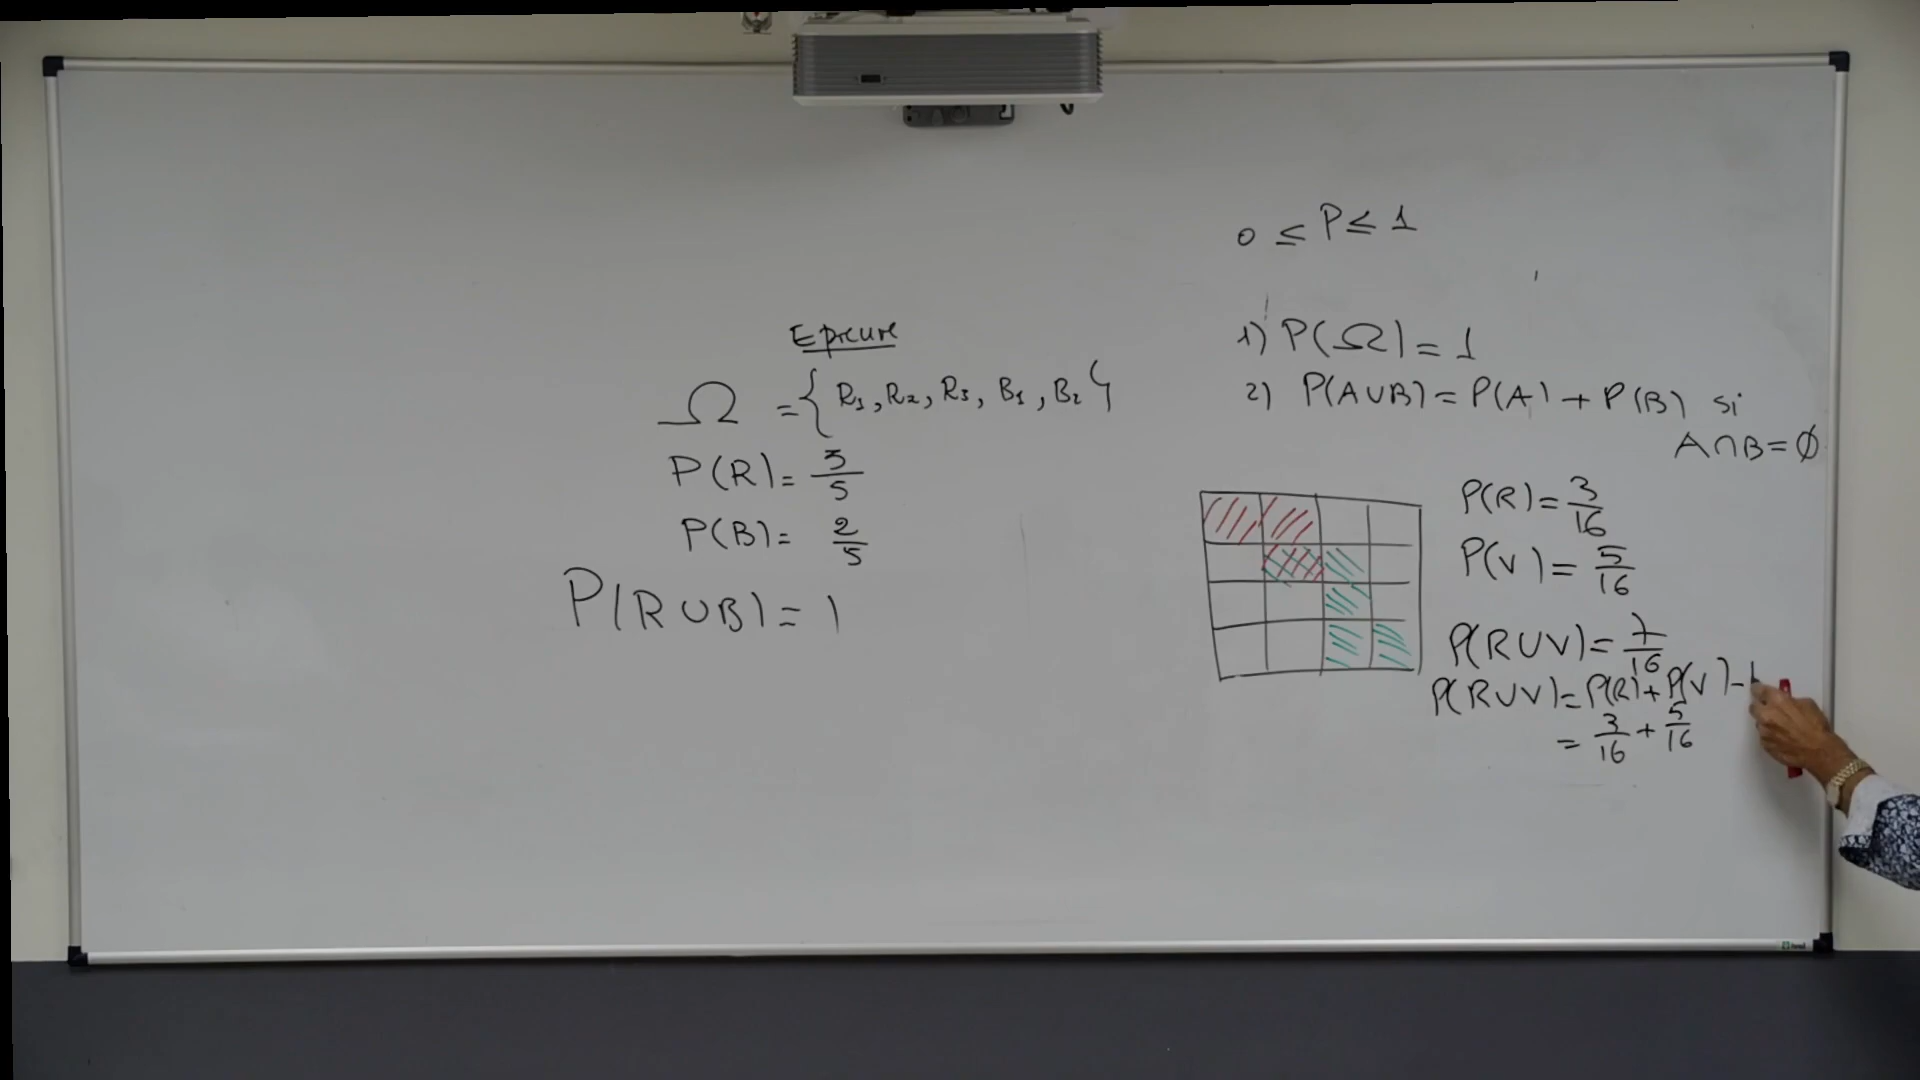 Epreuve
Ω = { R1, R2, R3, B1, B2 }
P(R) = 3/5
P(B) = 2/5
P(R ∪ B) = 1
0 ≤ P ≤ 1
1) P(Ω) = 1
2) P(A ∪ B) = P(A) + P(B) si
A ∩ B = ∅
P(R) = 3/16
P(V) = 5/16
P(R ∪ V) = 7/16
P(R ∪ V) = P(R) + P(V) -
= 3/16 + 5/16